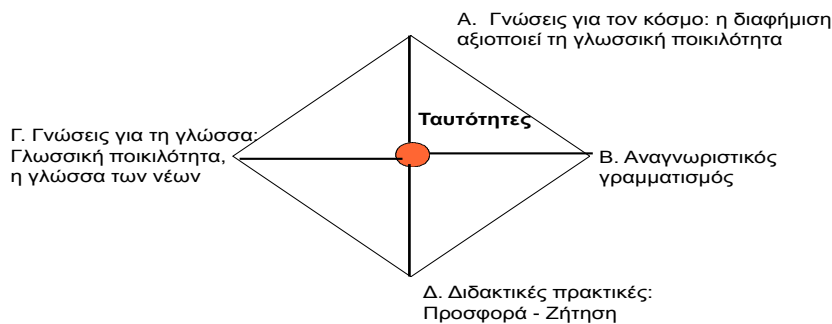 Α. Γνώσεις για τον κόσμο: η διαφήμιση
αξιοποιεί τη γλωσσική ποικιλότητα
Ταυτότητες
Γ. Γνώσεις για τη γλώσσα:
Γλωσσική ποικιλότητα,
η γλώσσα των νέων
Β. Αναγνωριστικός
γραμματισμός
Δ. Διδακτικές πρακτικές:
Προσφορά - Ζήτηση